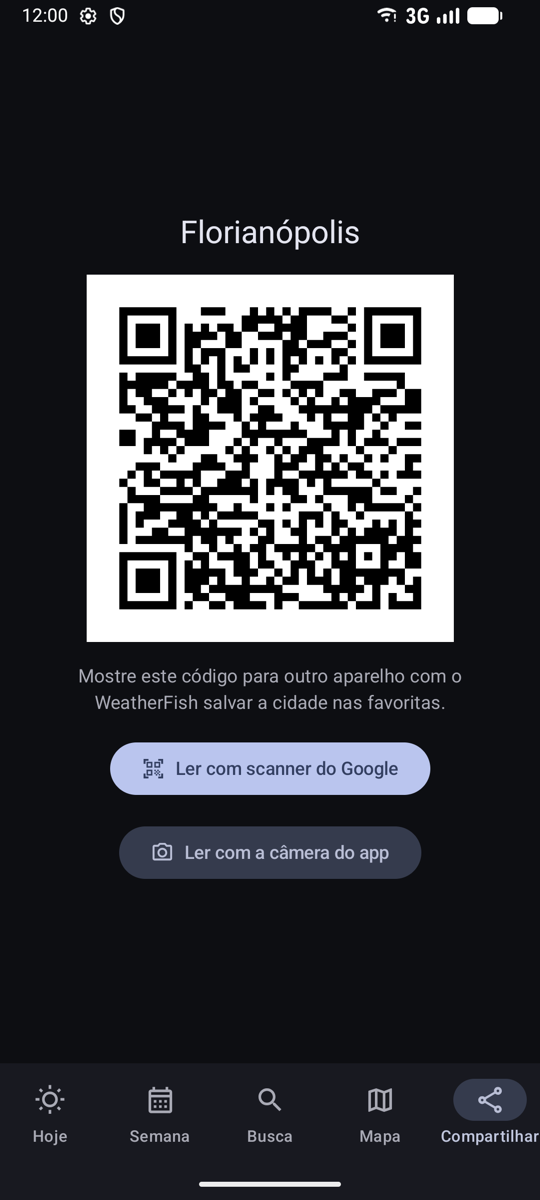 12:00
3G
Florianópolis
Mostre este código para outro aparelho com o
WeatherFish salvar a cidade nas favoritas.
Ler com scanner do Google
Ler com a câmera do app
Hoje
Semana
Busca
Mapa
Compartilhar